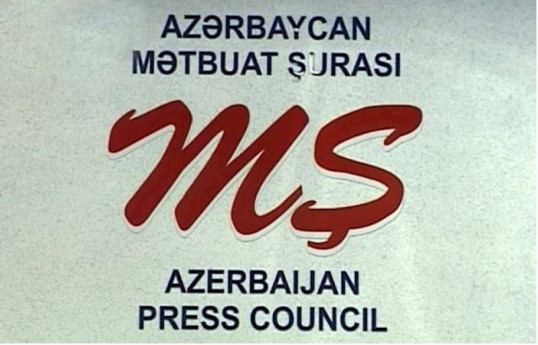 AZƏRBAYCAN
MƏTBUAT ŞURASI
MŞ
AZERBAIJAN
PRESS COUNCIL